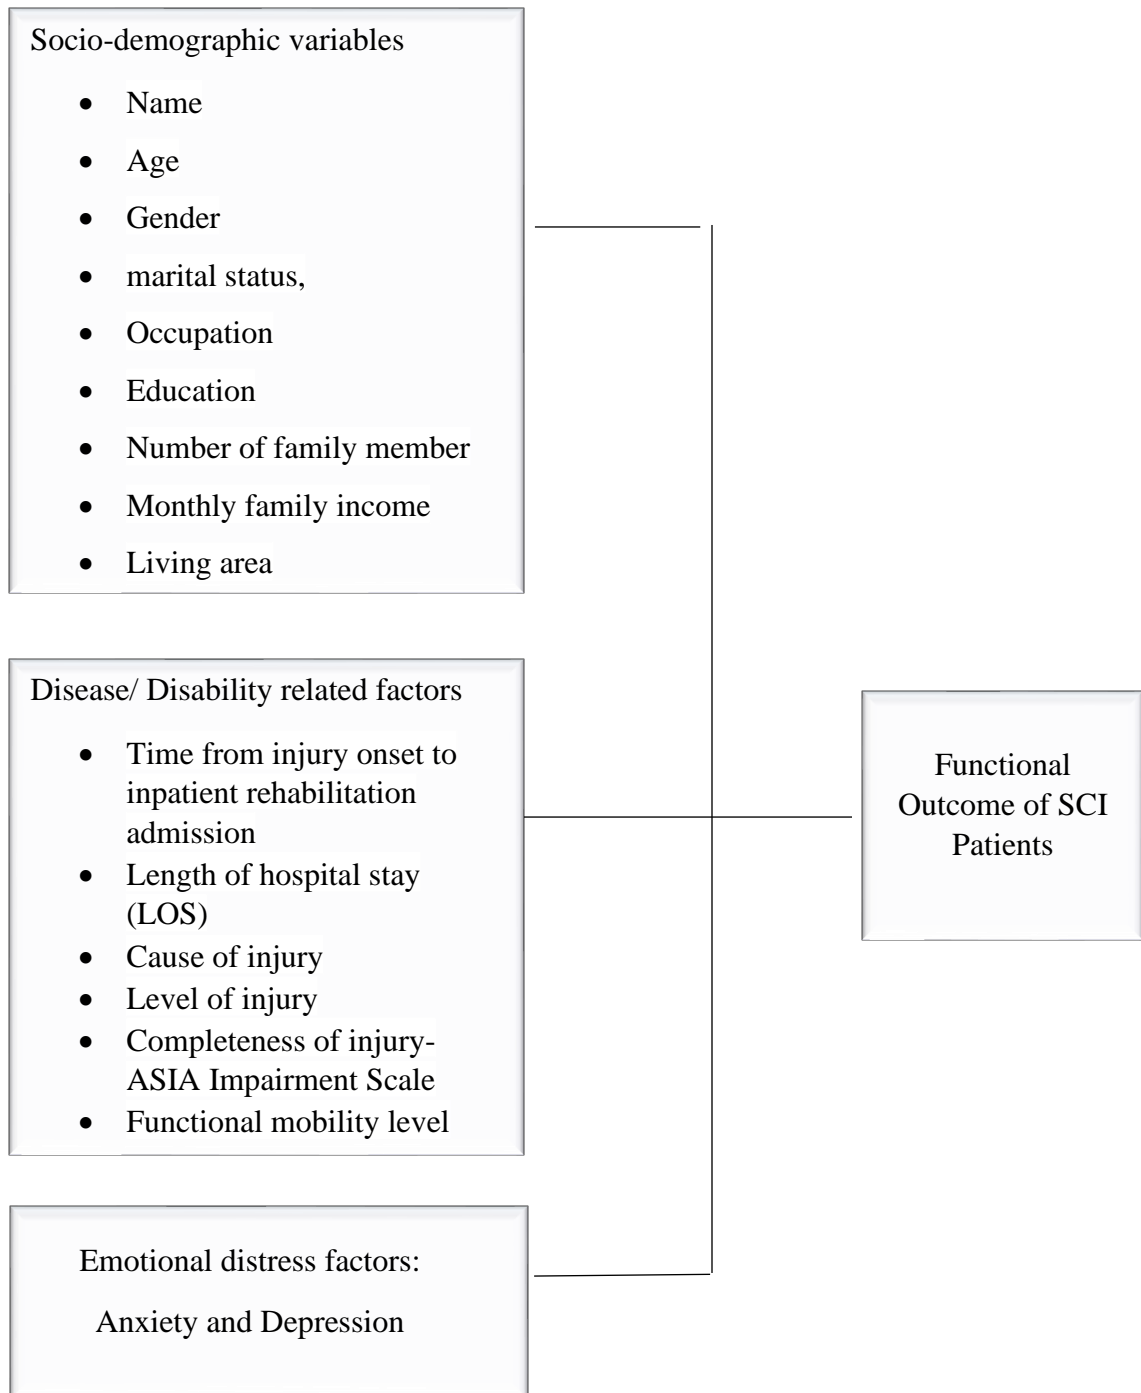 Socio-demographic variables
• Name
• Age
• Gender
• marital status,
• Occupation
• Education
• Number of family member
• Monthly family income
• Living area
Disease/ Disability related factors
• Time from injury onset to
inpatient rehabilitation
admission
• Length of hospital stay
(LOS)
• Cause of injury
• Level of injury
• Completeness of injury-
ASIA Impairment Scale
• Functional mobility level
Functional
Outcome of SCI
Patients
Emotional distress factors:
Anxiety and Depression